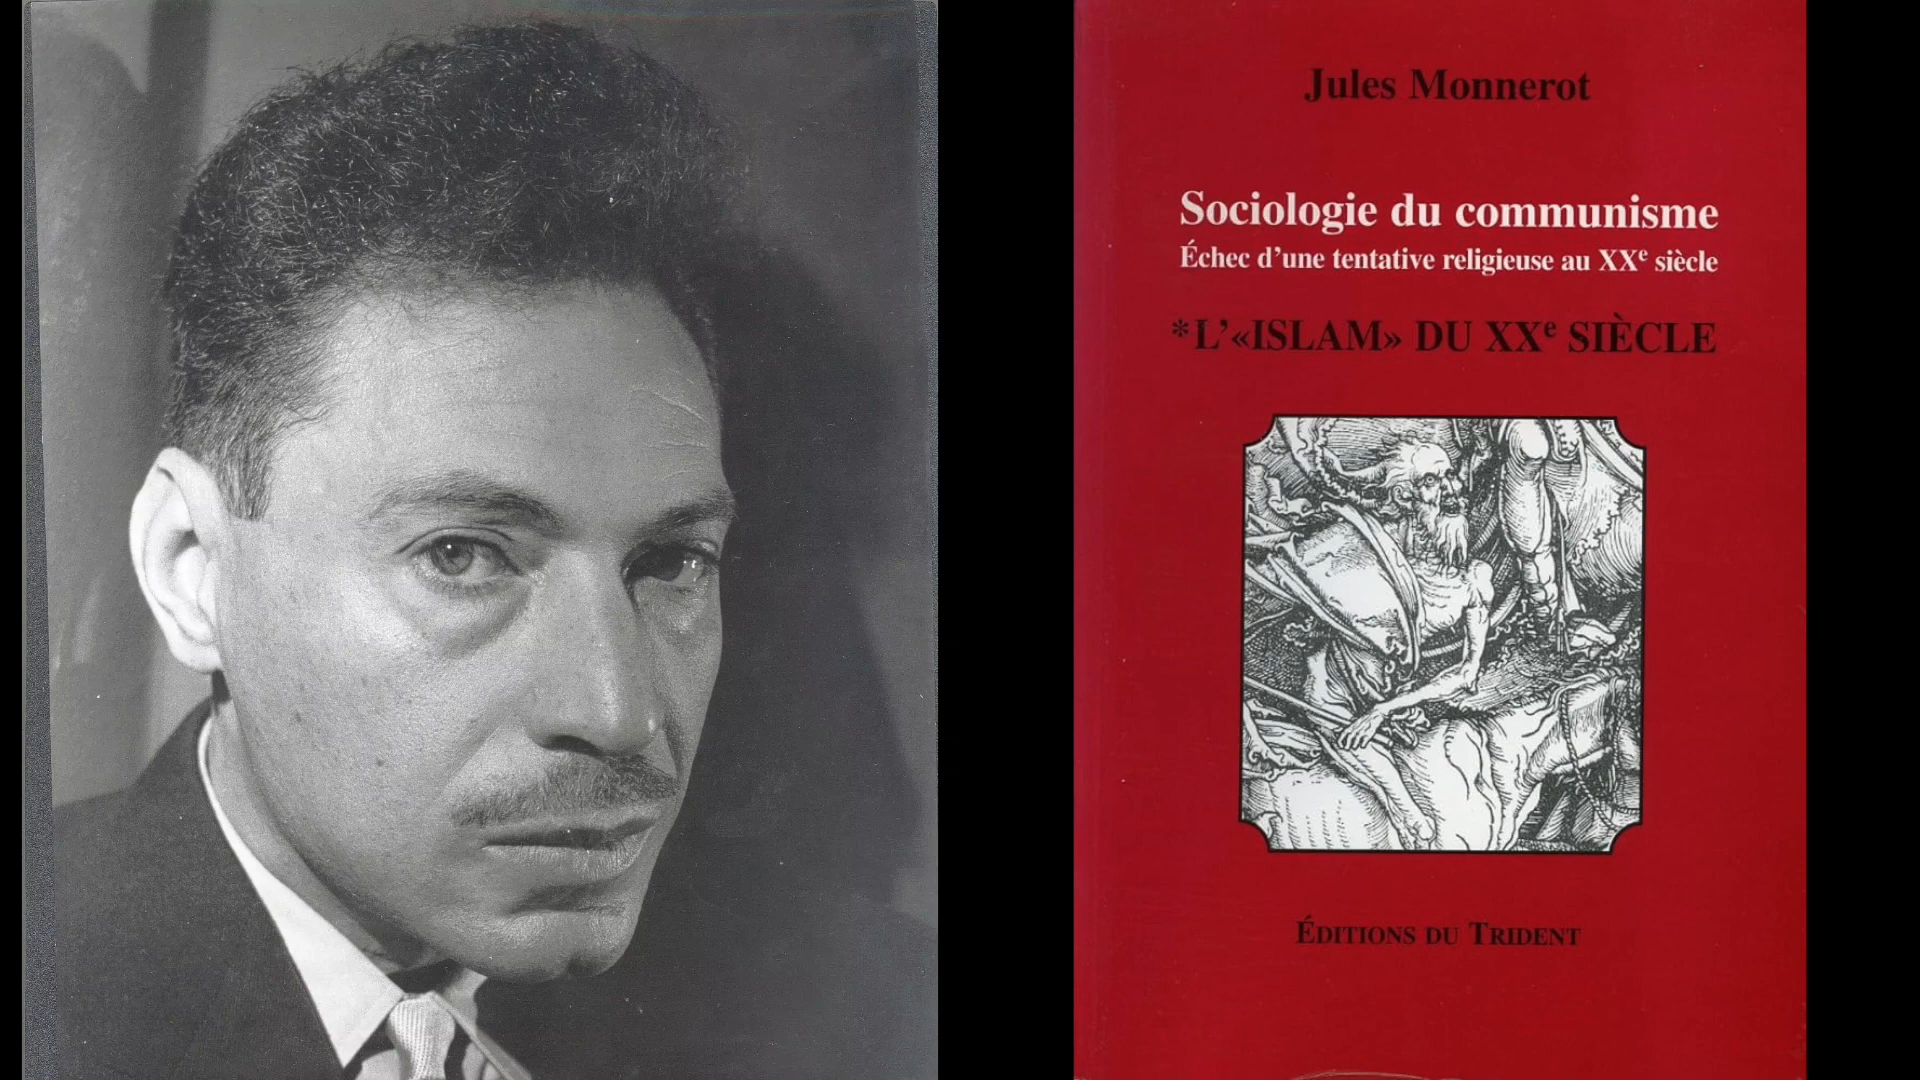 Jules Monnerot
Sociologie du communisme
Échec d'une tentative religieuse au XXe siècle
*L'«ISLAM» DU XXe SIÈCLE
ÉDITIONS DU TRIDENT